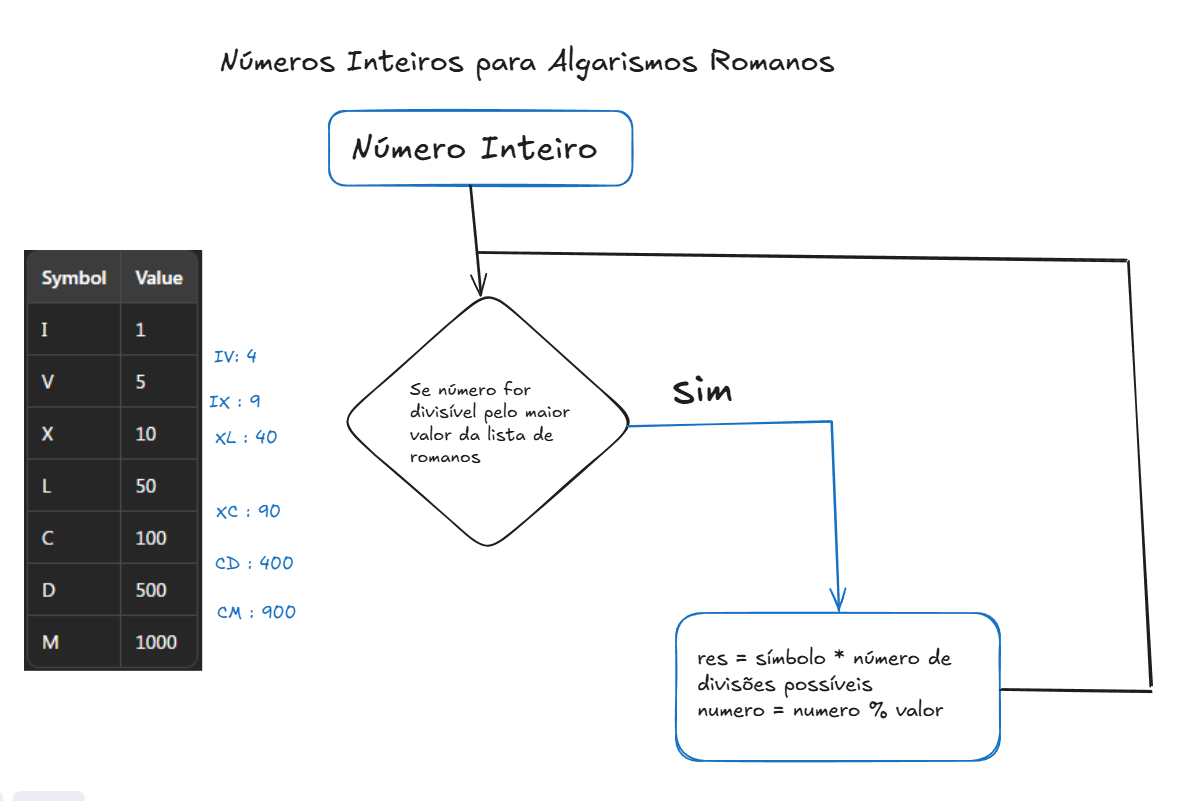 Números Inteiros para Algarismos Romanos
Número Inteiro
Symbol Value
I 1
V 5
X 10
L 50
C 100
D 500
M 1000
IV: 4
IX : 9
XL : 40
XC : 90
CD : 400
CM : 900
Se número for
divisível pelo maior
valor da lista de
romanos
Sim
res = símbolo * número de
divisões possíveis
numero = numero % valor